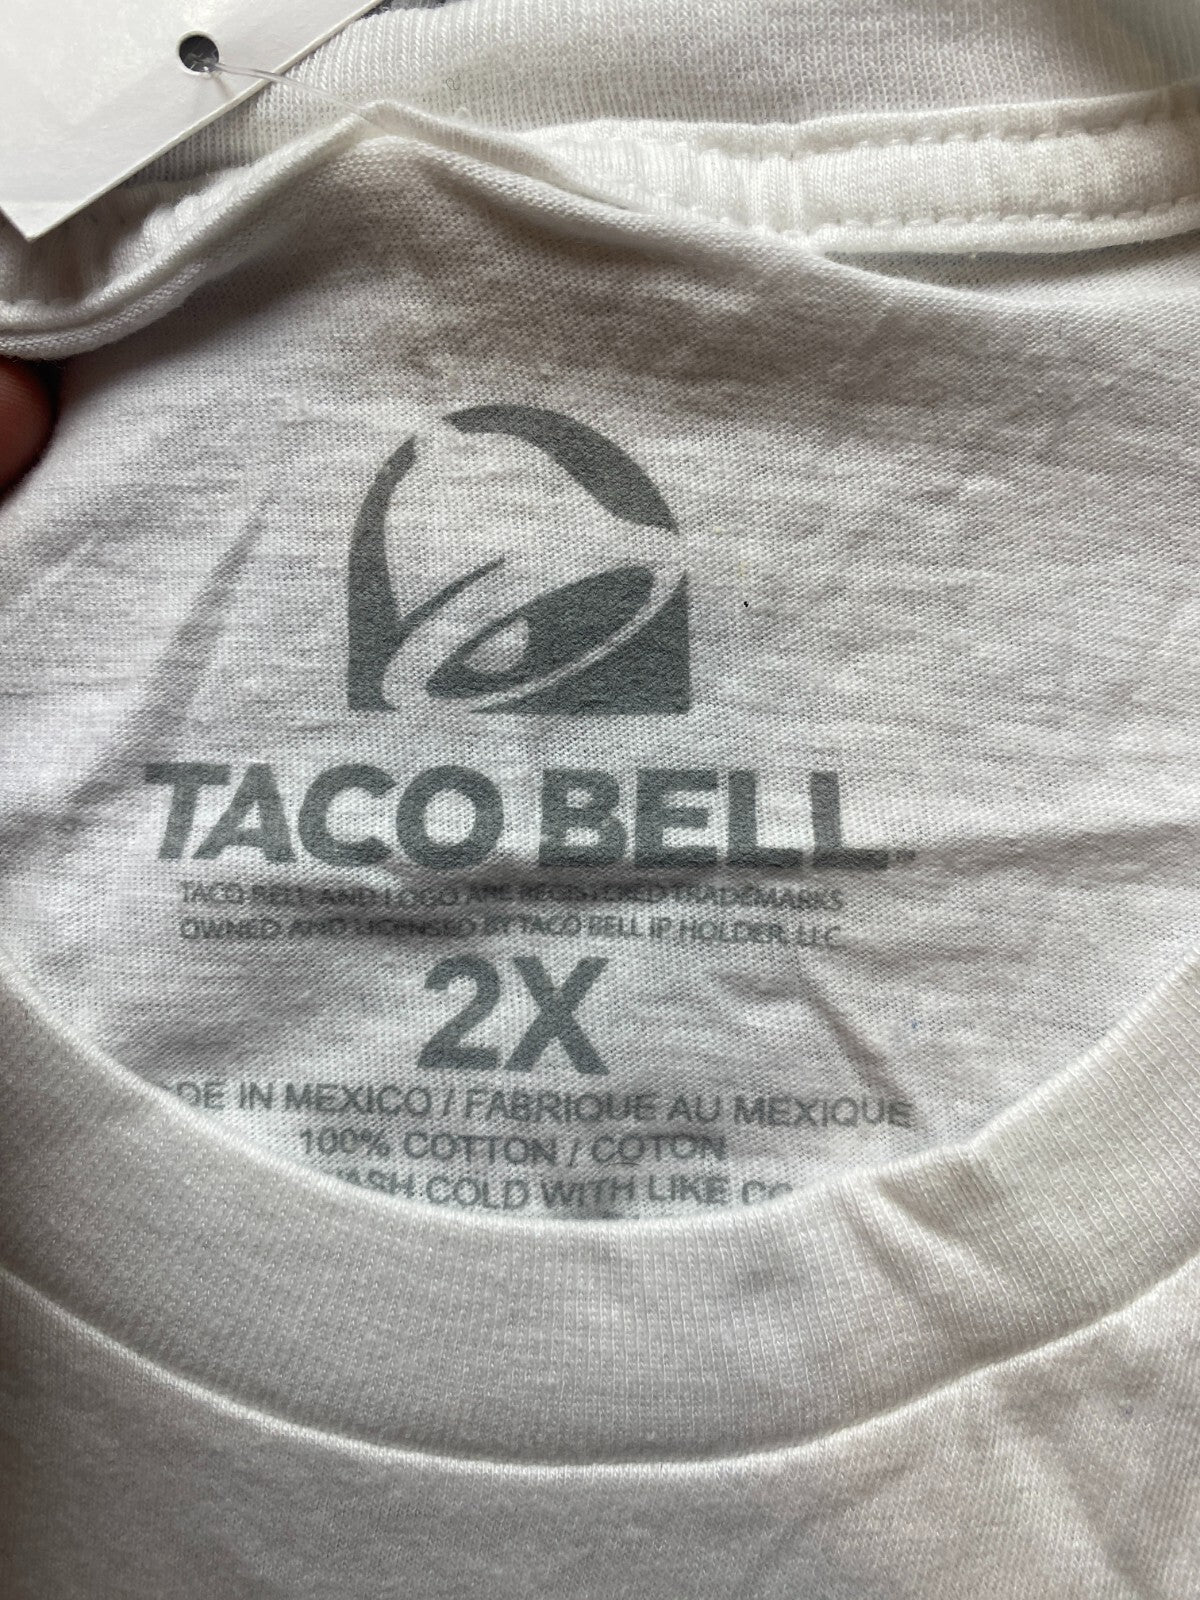 TACO BELL
TACO BELL AND LOGO ARE REGISTERED TRADEMARKS
OWNED AND LICENSED BY TACO BELL IP HOLDER, LLC
2X
DE IN MEXICO / FABRIQUE AU MEXIQUE
100% COTTON / COTON
WASH COLD WITH LIKE